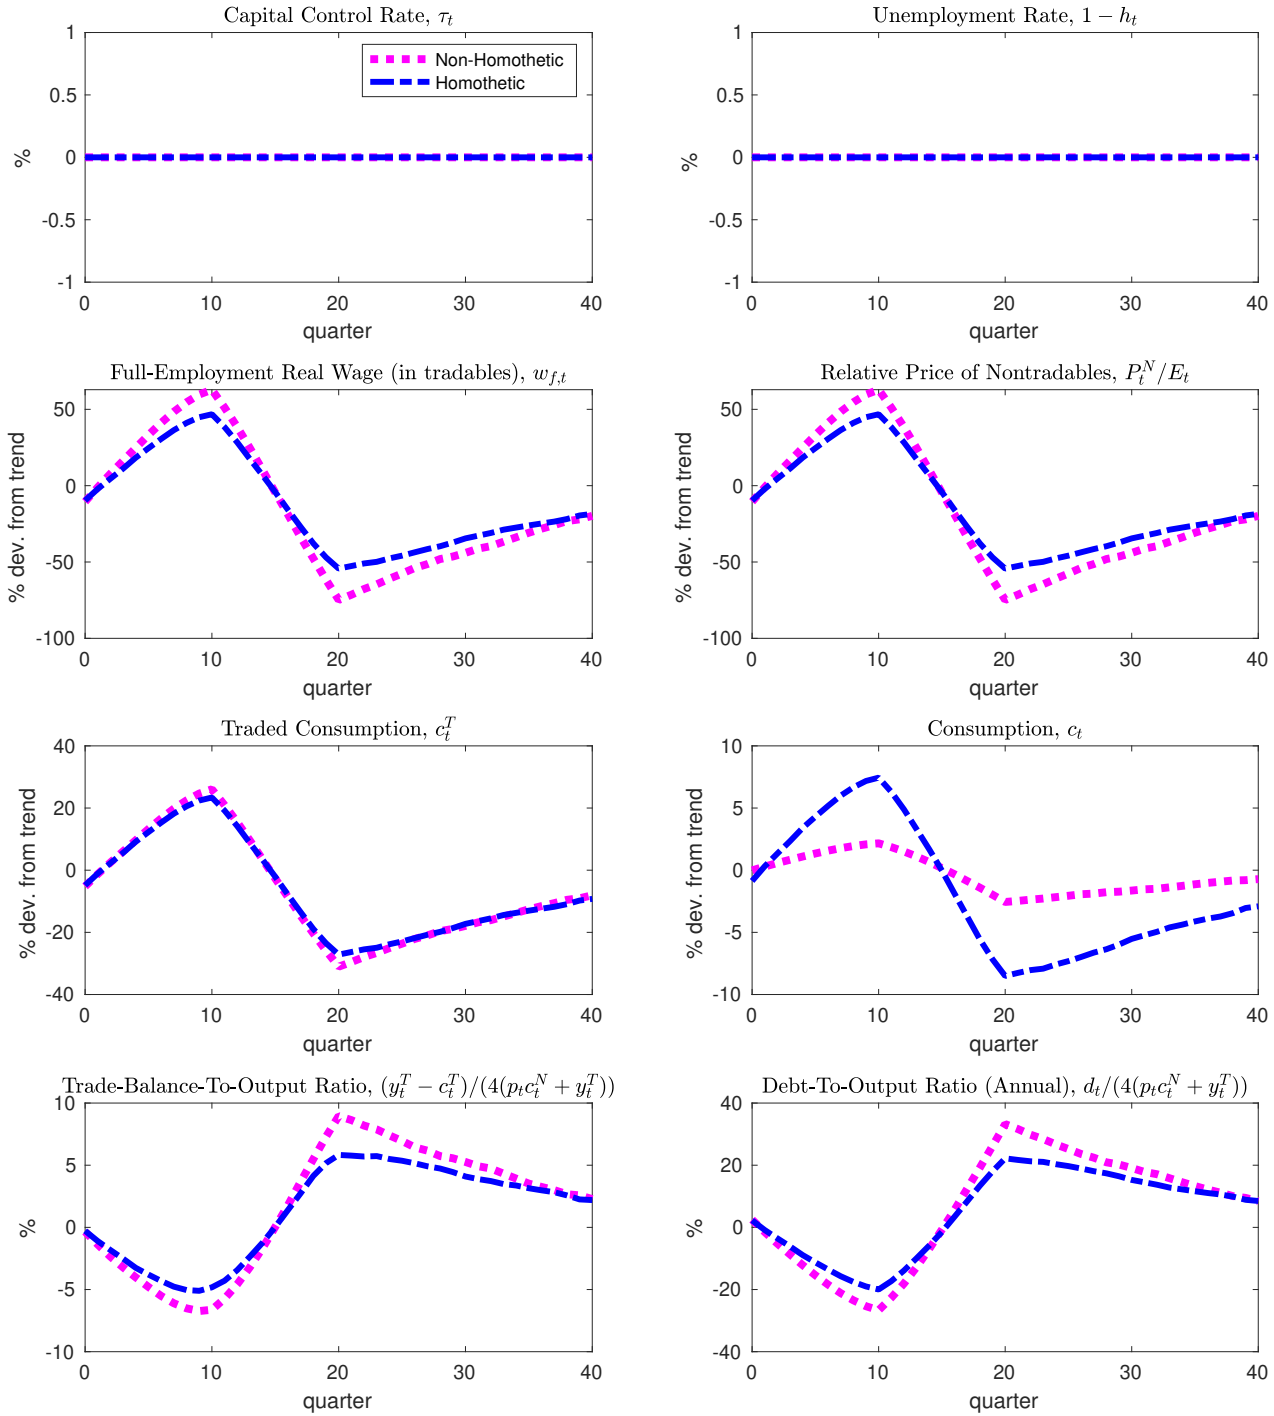 Capital Control Rate, τ_t
Unemployment Rate, 1 − h_t
1
0.5
0
-0.5
-1
%
Non-Homothetic
Homothetic
0 10 20 30 40
quarter
1
0.5
0
-0.5
-1
%
0 10 20 30 40
quarter
Full-Employment Real Wage (in tradables), w_{f,t}
Relative Price of Nontradables, P_t^N/E_t
50
0
-50
-100
% dev. from trend
0 10 20 30 40
quarter
50
0
-50
-100
% dev. from trend
0 10 20 30 40
quarter
Traded Consumption, c_t^T
Consumption, c_t
40
20
0
-20
-40
% dev. from trend
0 10 20 30 40
quarter
10
5
0
-5
-10
% dev. from trend
0 10 20 30 40
quarter
Trade-Balance-To-Output Ratio, (y_t^T − c_t^T)/(4(p_t c_t^N + y_t^T))
Debt-To-Output Ratio (Annual), d_t/(4(p_t c_t^N + y_t^T))
10
5
0
-5
-10
%
0 10 20 30 40
quarter
40
20
0
-20
-40
%
0 10 20 30 40
quarter